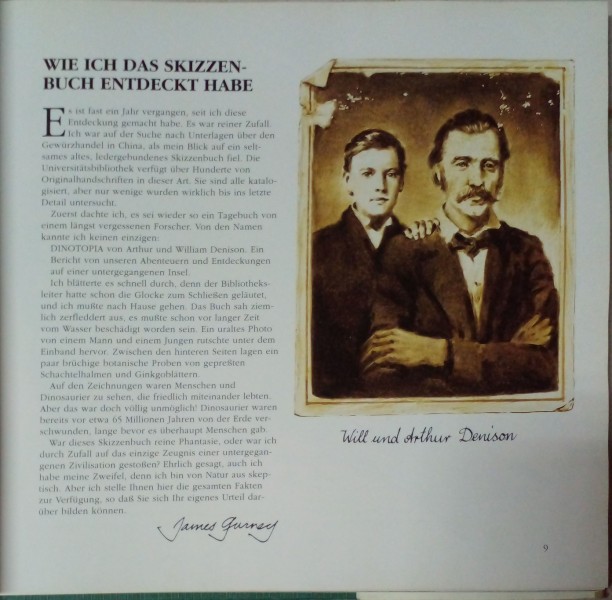 WIE ICH DAS SKIZZEN-
BUCH ENTDECKT HABE
Es ist fast ein Jahr vergangen, seit ich diese
Entdeckung gemacht habe. Es war reiner Zufall.
Ich war auf der Suche nach Unterlagen über den
Gewürzhandel in China, als mein Blick auf ein selt-
sames altes, ledergebundenes Skizzenbuch fiel. Die
Universitätsbibliothek verfügt über Hunderte von
Originalhandschriften in dieser Art. Sie sind alle katalo-
gisiert, aber nur wenige wurden wirklich bis ins letzte
Detail untersucht.
Zuerst dachte ich, es sei wieder so ein Tagebuch von
einem längst vergessenen Forscher. Von den Namen
kannte ich keinen einzigen:
DINOTOPIA von Arthur und William Denison. Ein
Bericht von unseren Abenteuern und Entdeckungen
auf einer untergegangenen Insel.
Ich blätterte es schnell durch, denn der Bibliotheks-
leiter hatte schon die Glocke zum Schließen geläutet,
und ich mußte nach Hause gehen. Das Buch sah ziem-
lich zerfleddert aus, es mußte schon vor langer Zeit
vom Wasser beschädigt worden sein. Ein uraltes Photo
von einem Mann und einem Jungen rutschte unter dem
Einband hervor. Zwischen den hinteren Seiten lagen ein
paar brüchige botanische Proben von gepreßten
Schachtelhalmen und Ginkgoblättern.
Auf den Zeichnungen waren Menschen und
Dinosaurier zu sehen, die friedlich miteinander lebten.
Aber das war doch völlig unmöglich! Dinosaurier waren
bereits vor etwa 65 Millionen Jahren von der Erde ver-
schwunden, lange bevor es überhaupt Menschen gab.
War dieses Skizzenbuch reine Phantasie, oder war ich
durch Zufall auf das einzige Zeugnis einer untergegan-
genen Zivilisation gestoßen? Ehrlich gesagt, auch ich
habe meine Zweifel, denn ich bin von Natur aus skep-
tisch. Aber ich stelle Ihnen hier die gesamten Fakten
zur Verfügung, so daß Sie sich Ihr eigenes Urteil dar-
über bilden können.
James Gurney
Will und Arthur Denison
9